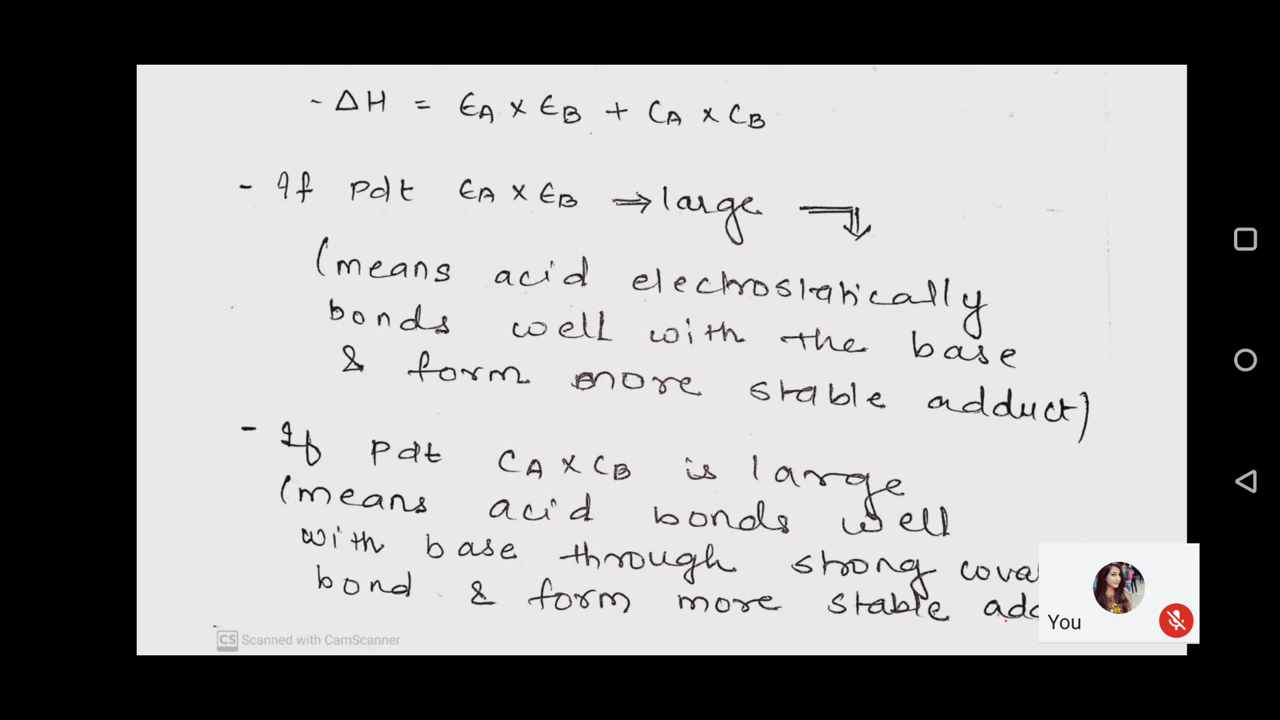 - ΔH = EA × EB + CA × CB
- If pdt EA × EB ⇒ large
(means acid electrostatically
bonds well with the base
& form more stable adduct)
- If pdt CA × CB is large
(means acid bonds well
with base through strong cova
bond & form more stable add
You
CS Scanned with CamScanner